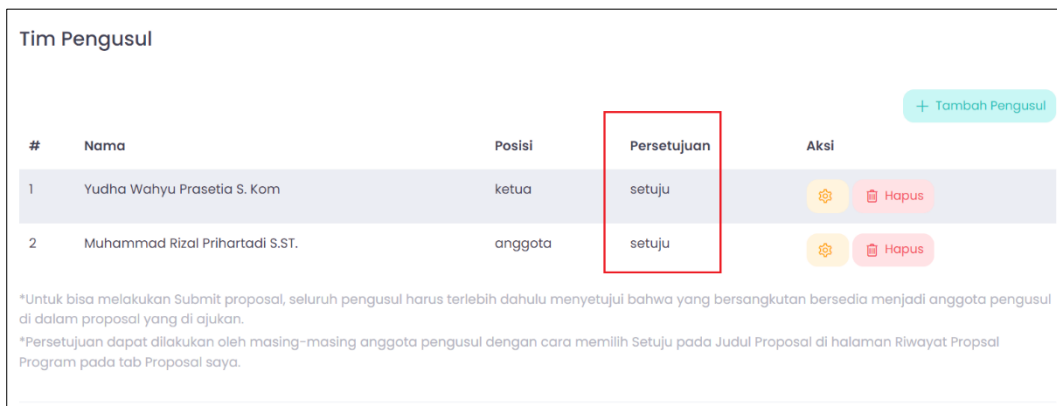 Tim Pengusul
+ Tambah Pengusul
# Nama Posisi Persetujuan Aksi
1 Yudha Wahyu Prasetia S. Kom ketua setuju Hapus
2 Muhammad Rizal Prihartadi S.ST. anggota setuju Hapus
*Untuk bisa melakukan Submit proposal, seluruh pengusul harus terlebih dahulu menyetujui bahwa yang bersangkutan bersedia menjadi anggota pengusul
di dalam proposal yang di ajukan.
*Persetujuan dapat dilakukan oleh masing-masing anggota pengusul dengan cara memilih Setuju pada Judul Proposal di halaman Riwayat Propsal
Program pada tab Proposal saya.